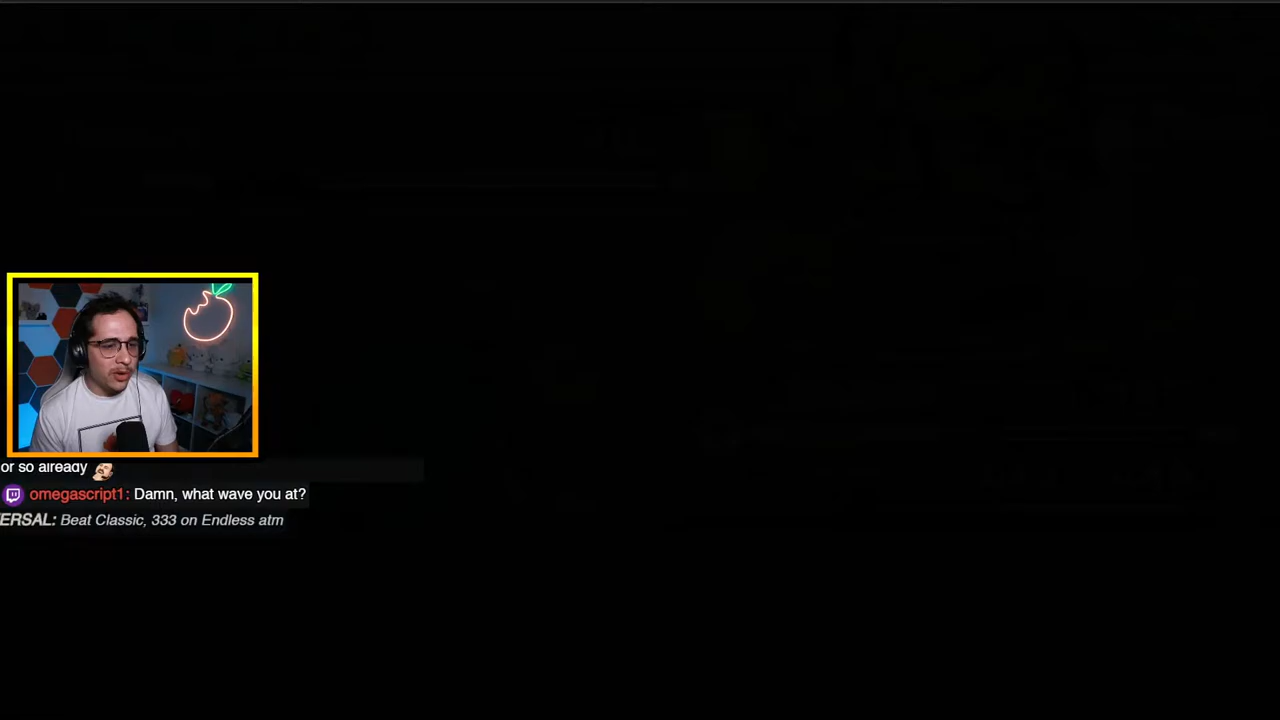 or so already
omegascript1: Damn, what wave you at?
ERSAL: Beat Classic, 333 on Endless atm